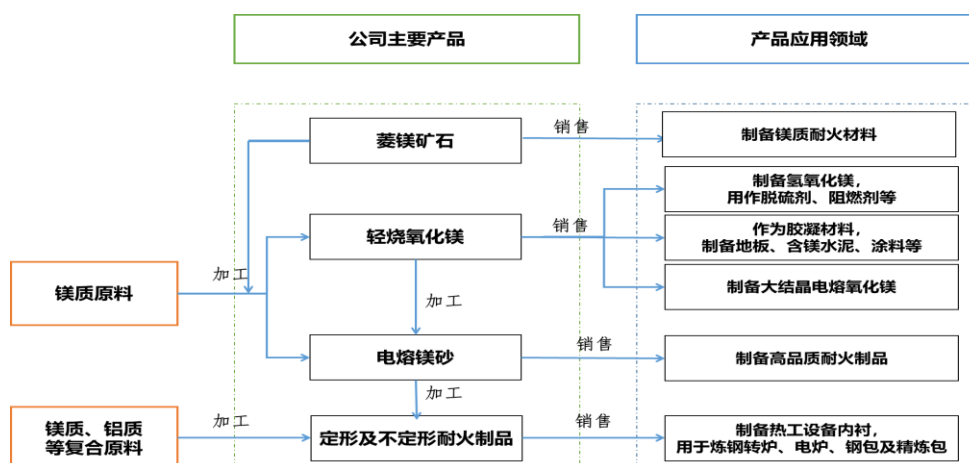 公司主要产品
产品应用领域
菱镁矿石
销售
制备镁质耐火材料
制备氢氧化镁,
用作脱硫剂、阻燃剂等
轻烧氧化镁
销售
作为胶凝材料,
制备地板、含镁水泥、涂料等
镁质原料
加工
加工
制备大结晶电熔氧化镁
电熔镁砂
销售
制备高品质耐火制品
加工
镁质、铝质
等复合原料
加工
定形及不定形耐火制品
销售
制备热工设备内衬,
用于炼钢转炉、电炉、钢包及精炼包